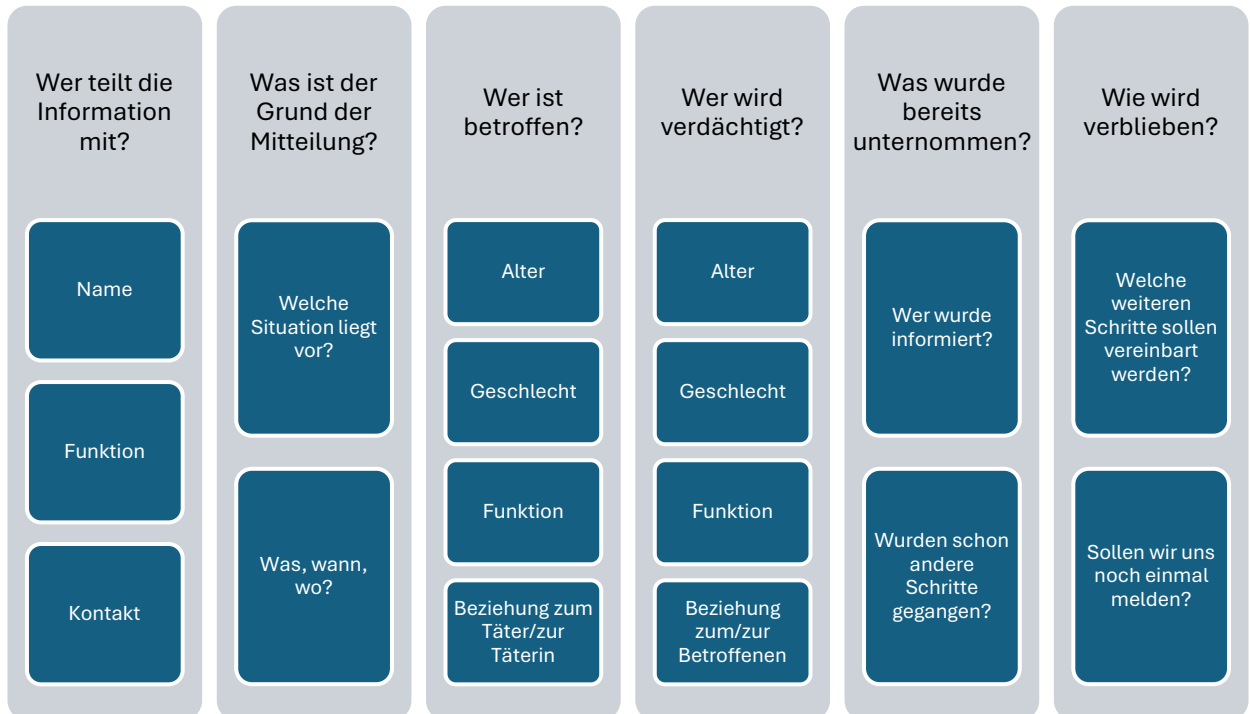 Wer teilt die
Information
mit?
Name
Funktion
Kontakt
Was ist der
Grund der
Mitteilung?
Welche
Situation liegt
vor?
Was, wann,
wo?
Wer ist
betroffen?
Alter
Geschlecht
Funktion
Beziehung zum
Täter/zur
Täterin
Wer wird
verdächtigt?
Alter
Geschlecht
Funktion
Beziehung
zum/zur
Betroffenen
Was wurde
bereits
unternommen?
Wer wurde
informiert?
Wurden schon
andere
Schritte
gegangen?
Wie wird
verblieben?
Welche
weiteren
Schritte sollen
vereinbart
werden?
Sollen wir uns
noch einmal
melden?